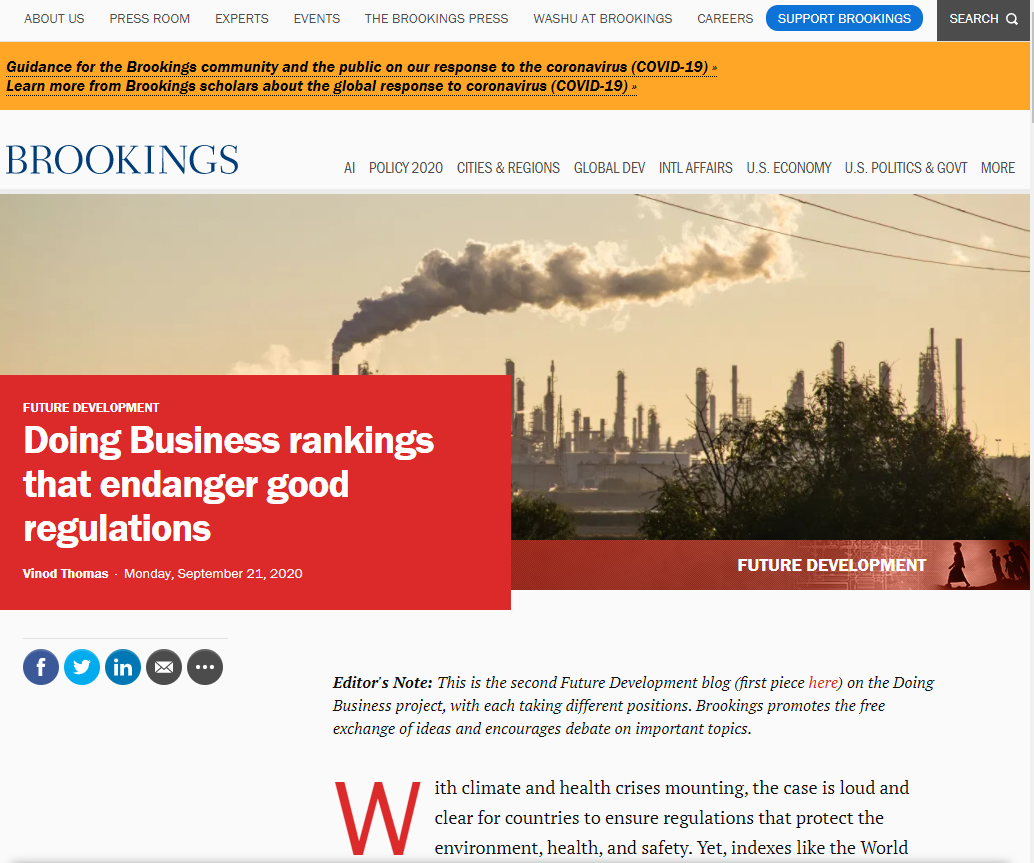 ABOUT US PRESS ROOM EXPERTS EVENTS THE BROOKINGS PRESS WASHU AT BROOKINGS CAREERS SUPPORT BROOKINGS SEARCH
Guidance for the Brookings community and the public on our response to the coronavirus (COVID-19) »
Learn more from Brookings scholars about the global response to coronavirus (COVID-19) »
BROOKINGS
AI POLICY 2020 CITIES & REGIONS GLOBAL DEV INTL AFFAIRS U.S. ECONOMY U.S. POLITICS & GOVT MORE
FUTURE DEVELOPMENT
Doing Business rankings
that endanger good
regulations
Vinod Thomas · Monday, September 21, 2020
FUTURE DEVELOPMENT
Editor's Note: This is the second Future Development blog (first piece here) on the Doing
Business project, with each taking different positions. Brookings promotes the free
exchange of ideas and encourages debate on important topics.
With climate and health crises mounting, the case is loud and
clear for countries to ensure regulations that protect the
environment, health, and safety. Yet, indexes like the World